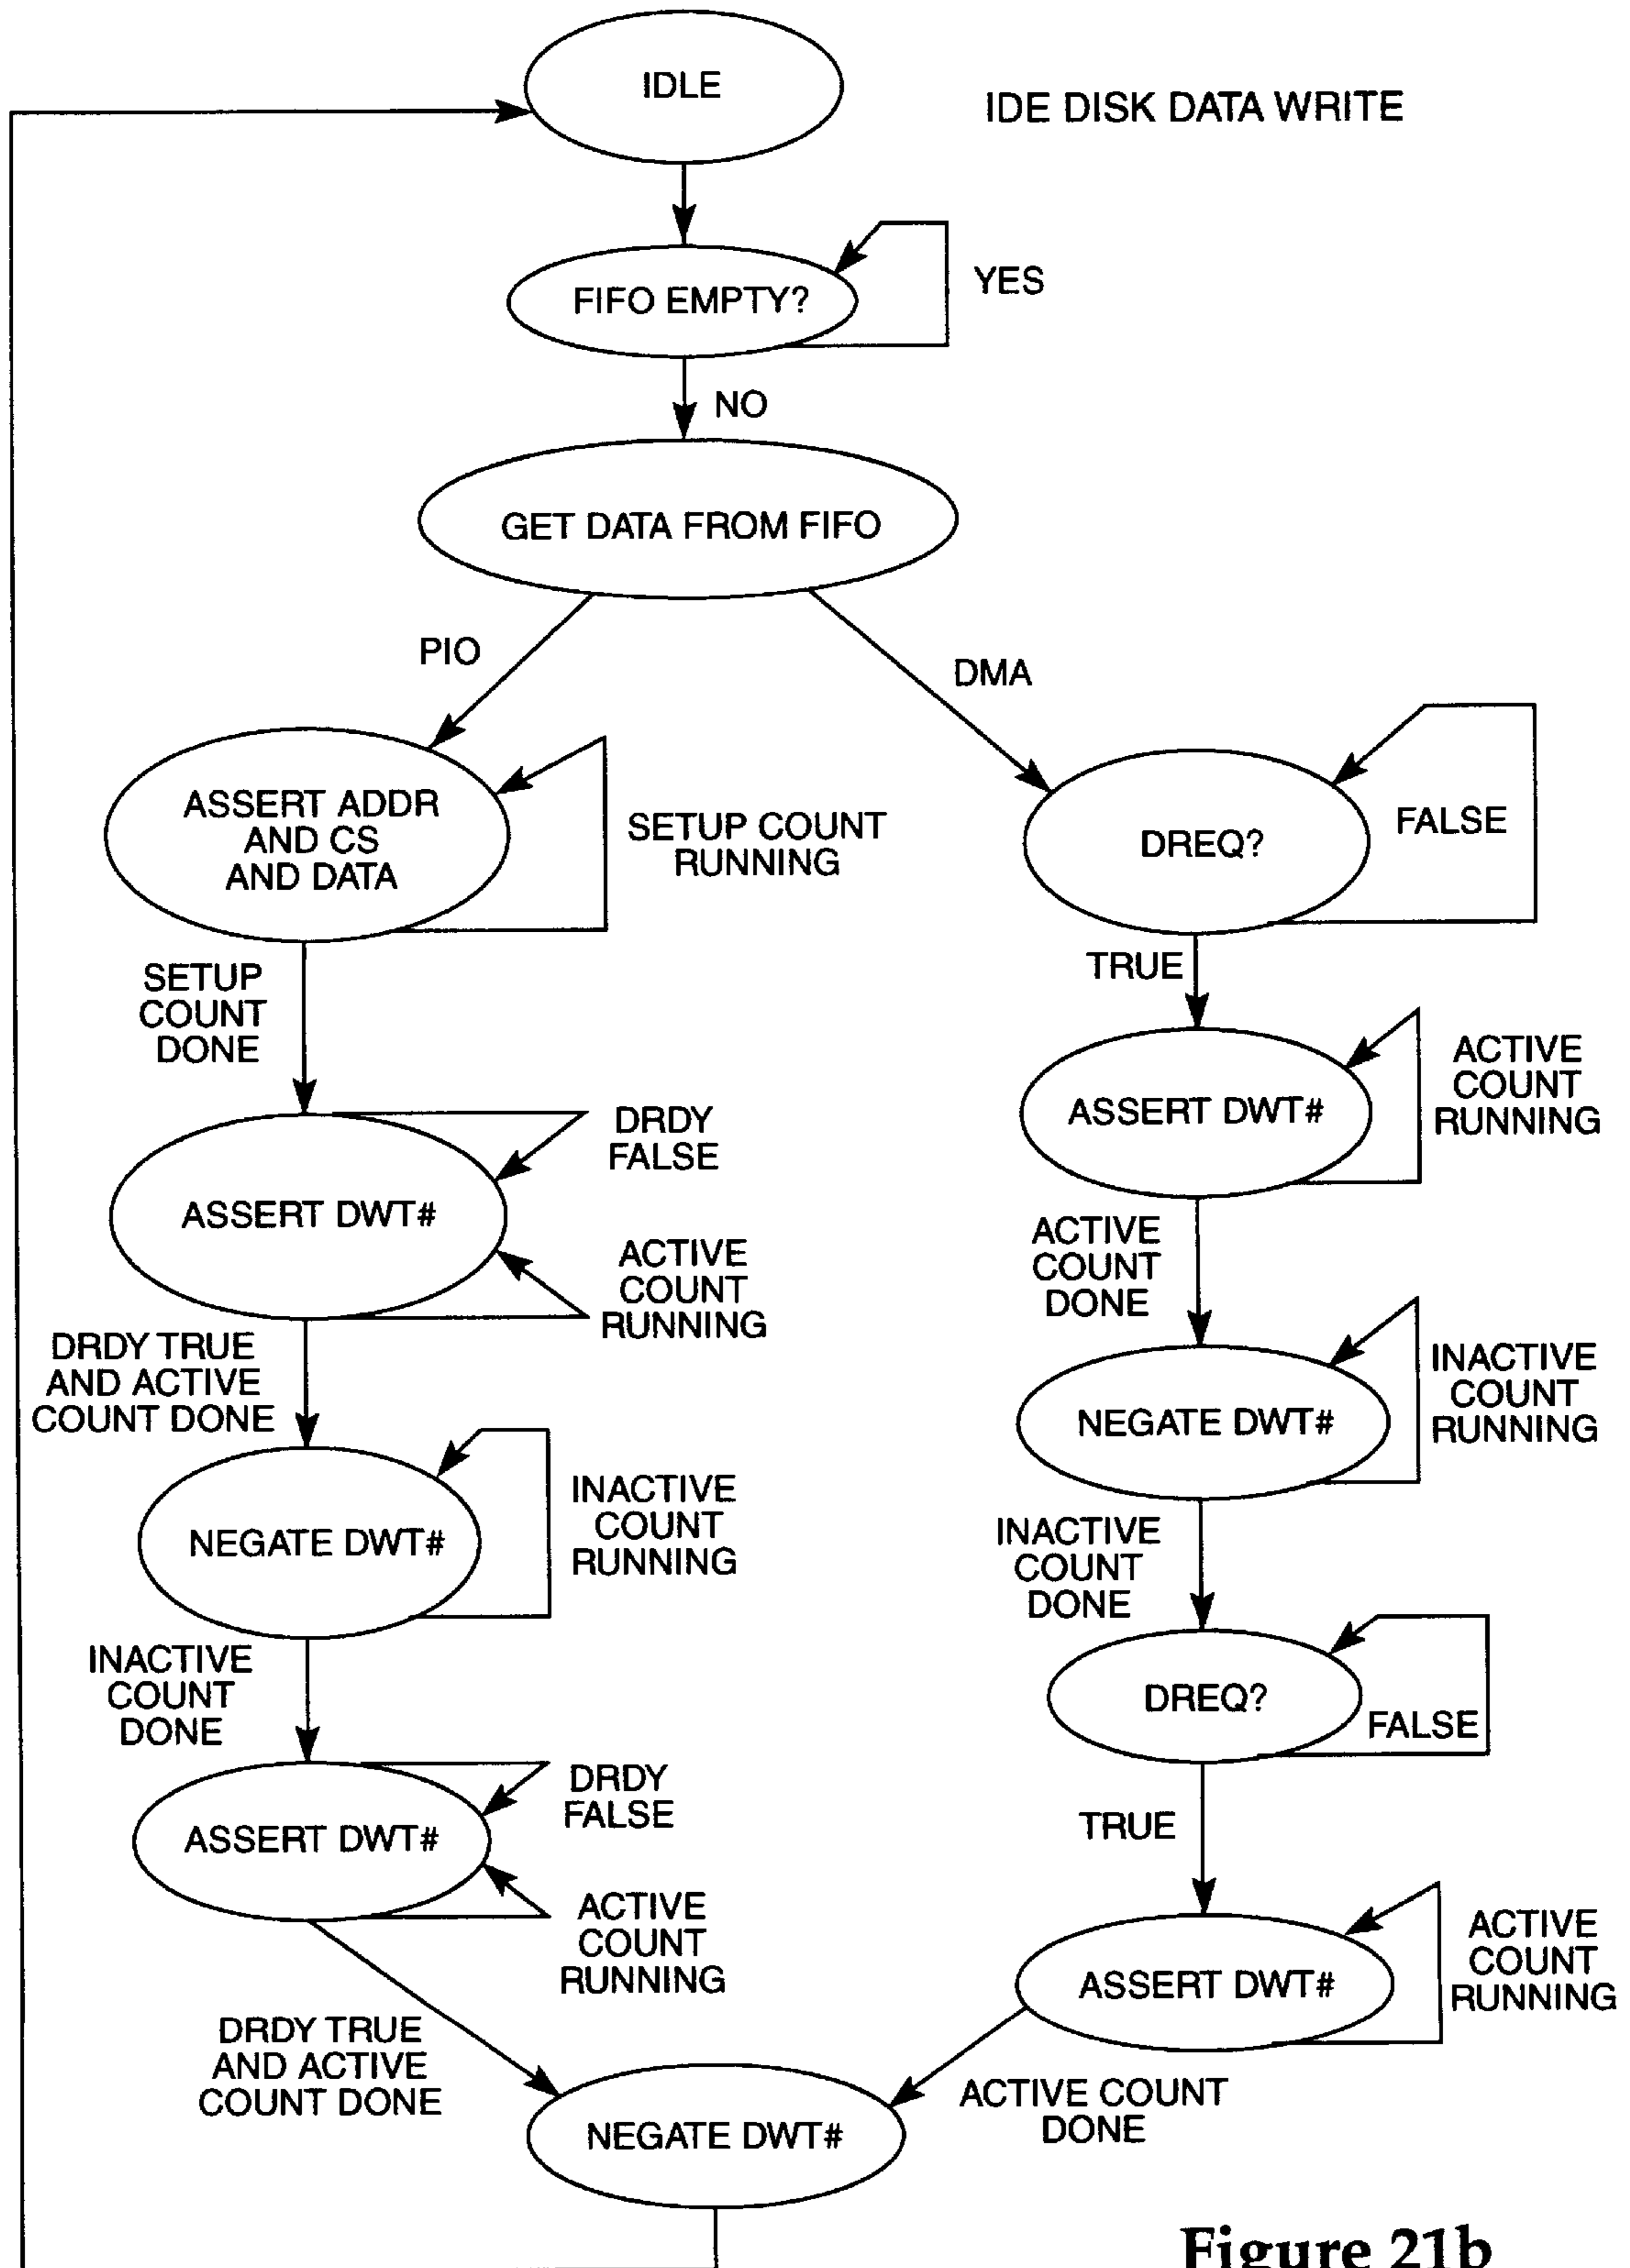 IDLE
IDE DISK DATA WRITE
FIFO EMPTY?
YES
NO
GET DATA FROM FIFO
PIO
DMA
ASSERT ADDR
AND CS
AND DATA
SETUP COUNT
RUNNING
DREQ?
FALSE
SETUP
COUNT
DONE
TRUE
ASSERT DWT#
DRDY
FALSE
ACTIVE
COUNT
RUNNING
ASSERT DWT#
ACTIVE
COUNT
RUNNING
DRDY TRUE
AND ACTIVE
COUNT DONE
ACTIVE
COUNT
DONE
NEGATE DWT#
INACTIVE
COUNT
RUNNING
NEGATE DWT#
INACTIVE
COUNT
RUNNING
INACTIVE
COUNT
DONE
INACTIVE
COUNT
DONE
DREQ?
FALSE
ASSERT DWT#
DRDY
FALSE
ACTIVE
COUNT
RUNNING
TRUE
ASSERT DWT#
ACTIVE
COUNT
RUNNING
DRDY TRUE
AND ACTIVE
COUNT DONE
ACTIVE COUNT
DONE
NEGATE DWT#
Figure 21b